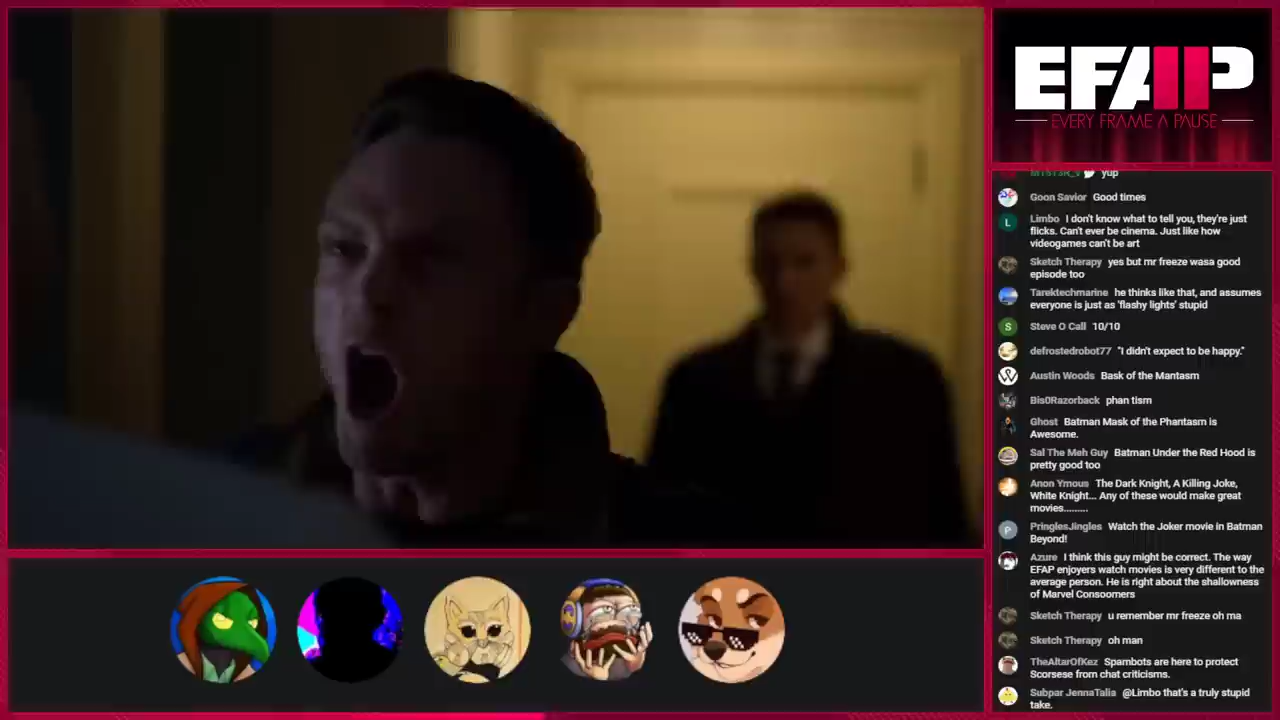 EFAP
EVERY FRAME A PAUSE
yup
Goon Savior Good times
Limbo I don't know what to tell you, they're just
flicks. Can't ever be cinema. Just like how
videogames can't be art
Sketch Therapy yes but mr freeze wasa good
episode too
Tarektechmarine he thinks like that, and assumes
everyone is just as 'flashy lights' stupid
Steve O Call 10/10
defrostedrobot77 "I didn't expect to be happy."
Austin Woods Bask of the Mantasm
Bis0Razorback phan tism
Ghost Batman Mask of the Phantasm is
Awesome.
Sal The Meh Guy Batman Under the Red Hood is
pretty good too
Anon Ymous The Dark Knight, A Killing Joke,
White Knight... Any of these would make great
movies.........
PringlesJingles Watch the Joker movie in Batman
Beyond!
Azure I think this guy might be correct. The way
EFAP enjoyers watch movies is very different to the
average person. He is right about the shallowness
of Marvel Consoomers
Sketch Therapy u remember mr freeze oh ma
Sketch Therapy oh man
TheAltarOfKez Spambots are here to protect
Scorsese from chat criticisms.
Subpar JennaTalia @Limbo that's a truly stupid
take.